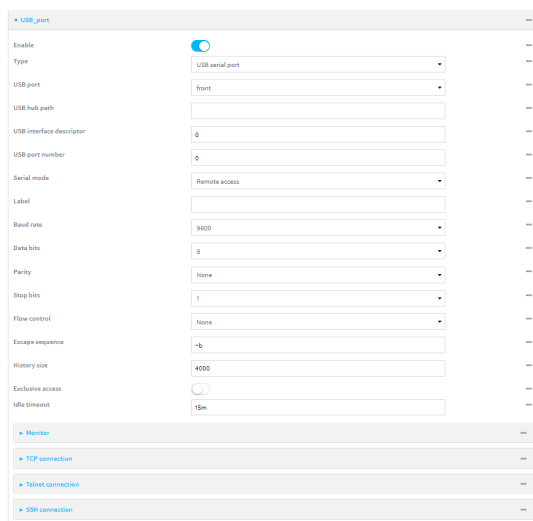 ▾ USB_port
Enable
Type USB serial port
USB port front
USB hub path
USB interface descriptor 0
USB port number 0
Serial mode Remote access
Label
Baud rate 9600
Data bits 8
Parity None
Stop bits 1
Flow control None
Escape sequence ~b
History size 4000
Exclusive access
Idle timeout 15m
▸ Monitor
▸ TCP connection
▸ Telnet connection
▸ SSH connection